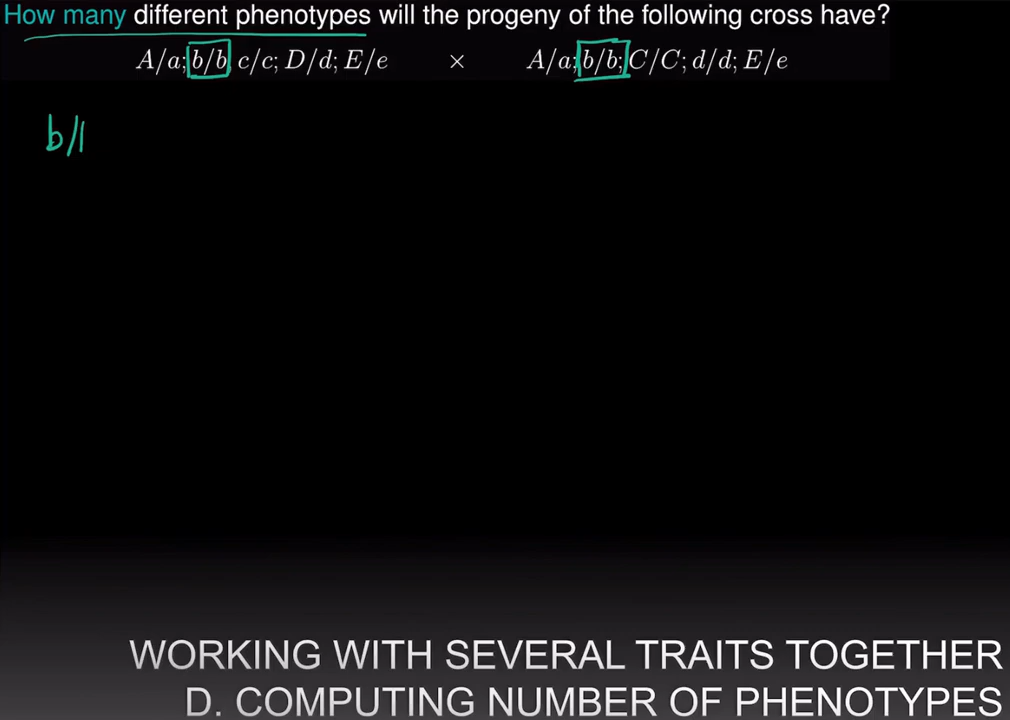 How many different phenotypes will the progeny of the following cross have?
A/a; b/b; c/c; D/d; E/e × A/a; b/b; C/C; d/d; E/e
b/
WORKING WITH SEVERAL TRAITS TOGETHER
D. COMPUTING NUMBER OF PHENOTYPES